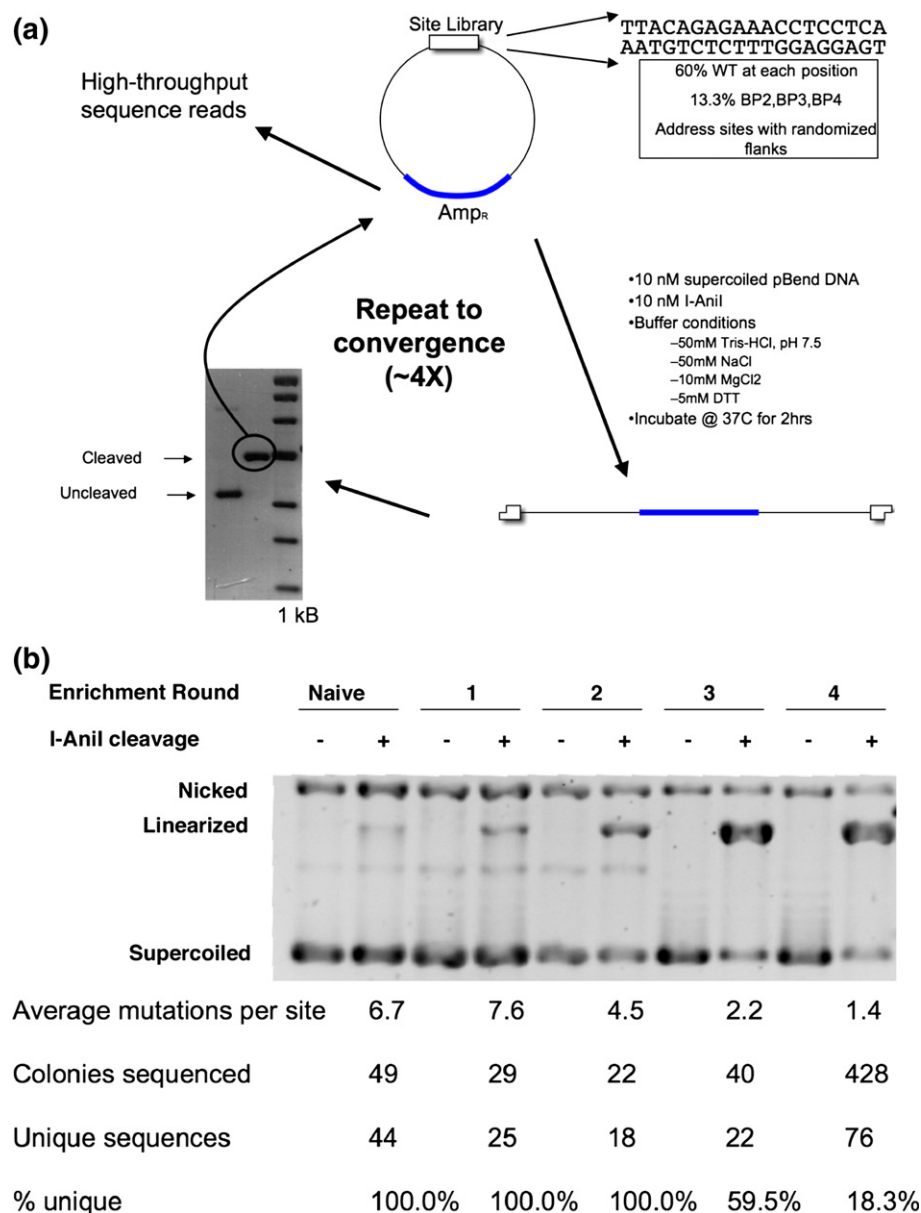 (a)
Site Library
TTACAGAGAAACCTCCTCA
AATGTCTCTTTGGAGGAGT
60% WT at each position
13.3% BP2,BP3,BP4
Address sites with randomized
flanks
High-throughput
sequence reads
AmpR
•10 nM supercoiled pBend DNA
•10 nM I-AniI
•Buffer conditions
–50mM Tris-HCl, pH 7.5
–50mM NaCl
–10mM MgCl2
–5mM DTT
•Incubate @ 37C for 2hrs
Repeat to
convergence
(~4X)
Cleaved
Uncleaved
1 kB
(b)
Enrichment Round Naive 1 2 3 4
I-AniI cleavage - + - + - + - + - +
Nicked
Linearized
Supercoiled
Average mutations per site 6.7 7.6 4.5 2.2 1.4
Colonies sequenced 49 29 22 40 428
Unique sequences 44 25 18 22 76
% unique 100.0% 100.0% 100.0% 59.5% 18.3%